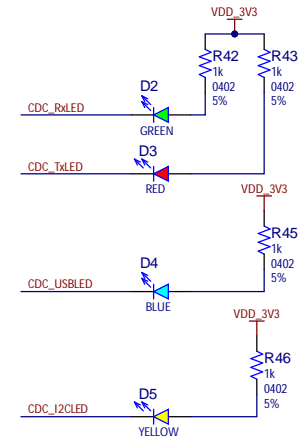 VDD_3V3
R42
1k
0402
5%
R43
1k
0402
5%
D2
CDC_RxLED
GREEN
D3
CDC_TxLED
RED
VDD_3V3
R45
1k
0402
5%
D4
CDC_USBLED
BLUE
VDD_3V3
R46
1k
0402
5%
D5
CDC_I2CLED
YELLOW